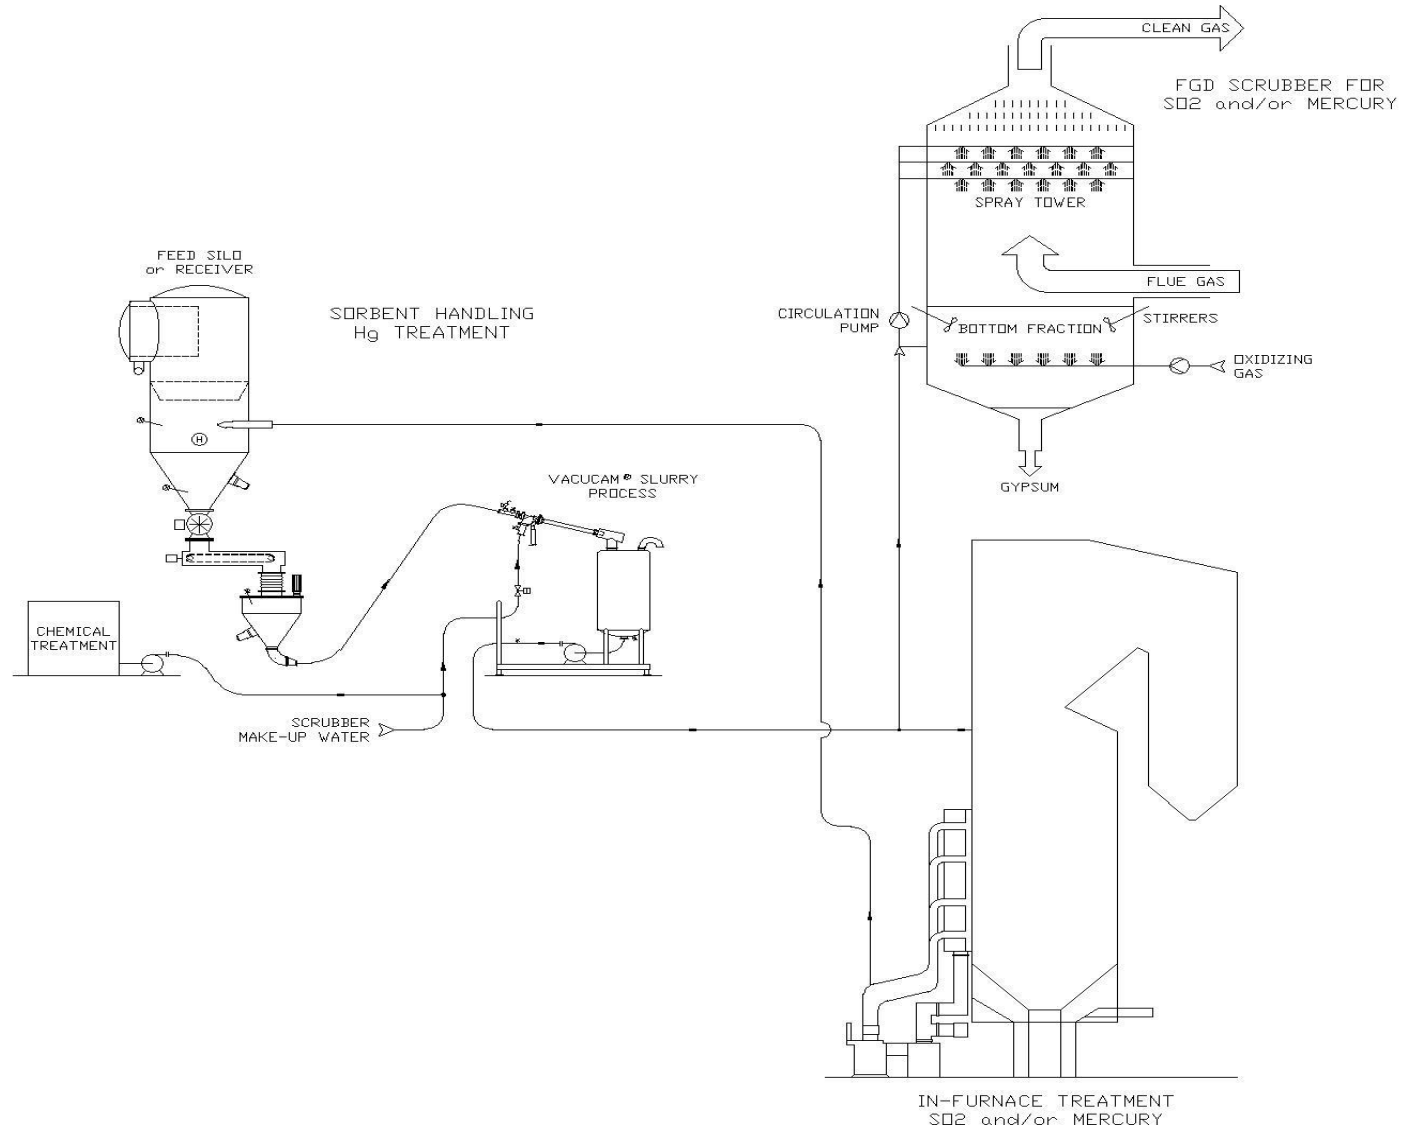 CLEAN GAS
FGD SCRUBBER FOR
SO2 and/or MERCURY
SPRAY TOWER
FLUE GAS
FEED SILO
or RECEIVER
SORBENT HANDLING
Hg TREATMENT
CIRCULATION
PUMP
BOTTOM FRACTION
STIRRERS
OXIDIZING
GAS
H
GYPSUM
VACUCAM® SLURRY
PROCESS
CHEMICAL
TREATMENT
SCRUBBER
MAKE-UP WATER
IN-FURNACE TREATMENT
SO2 and/or MERCURY